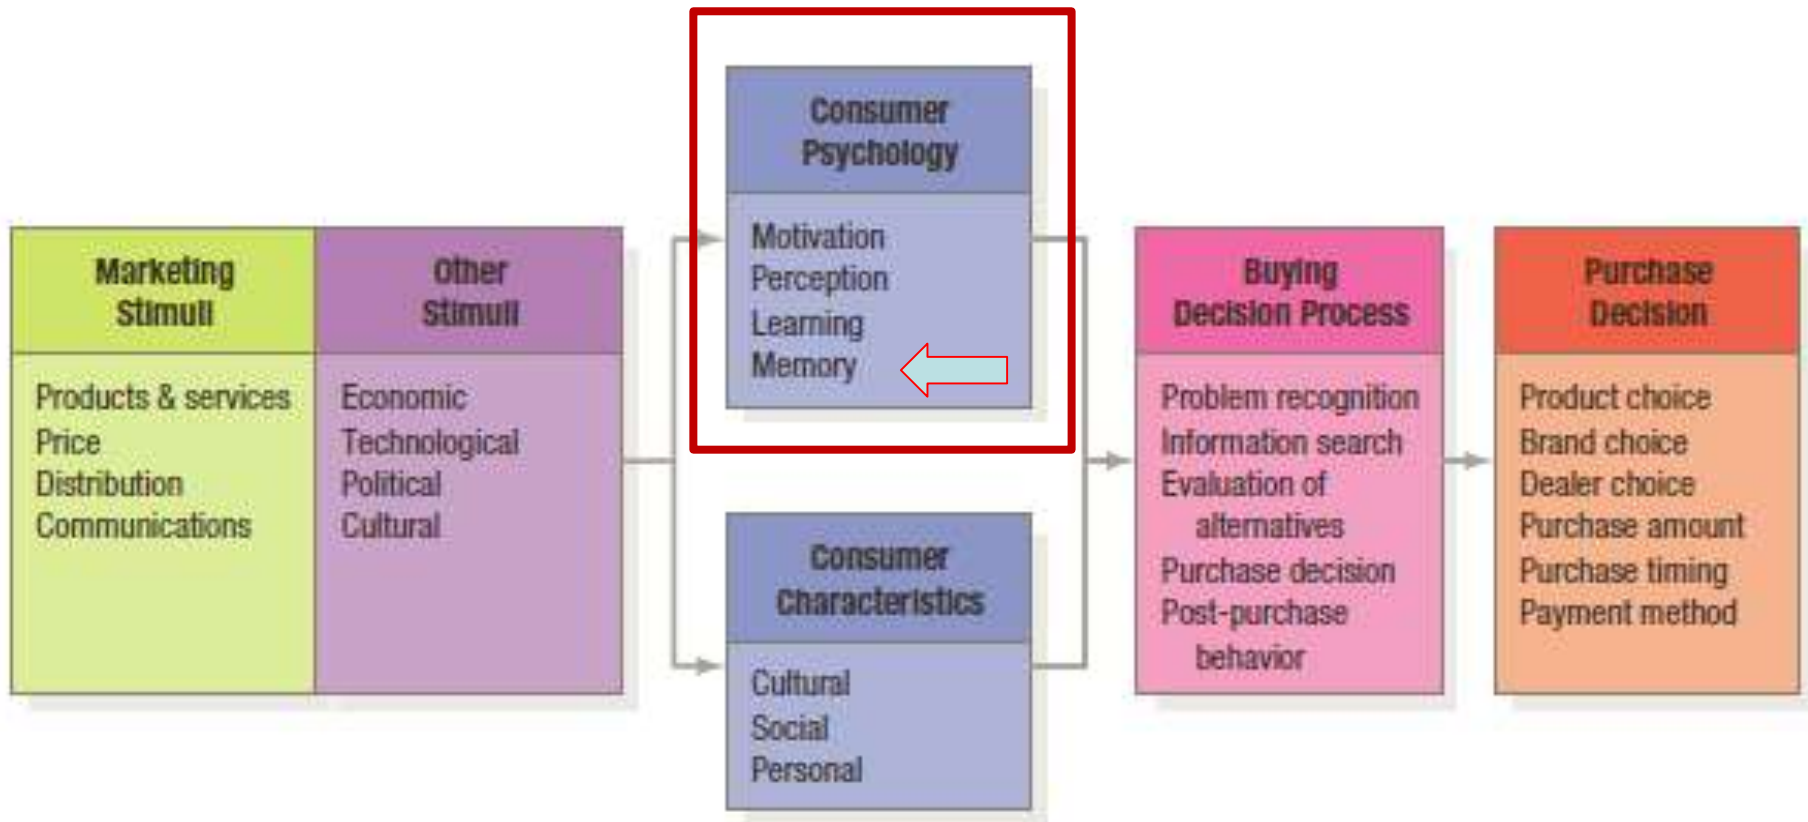 Marketing
Stimuli
Products & services
Price
Distribution
Communications
Other
Stimuli
Economic
Technological
Political
Cultural
Consumer
Psychology
Motivation
Perception
Learning
Memory
Consumer
Characteristics
Cultural
Social
Personal
Buying
Decision Process
Problem recognition
Information search
Evaluation of
alternatives
Purchase decision
Post-purchase
behavior
Purchase
Decision
Product choice
Brand choice
Dealer choice
Purchase amount
Purchase timing
Payment method